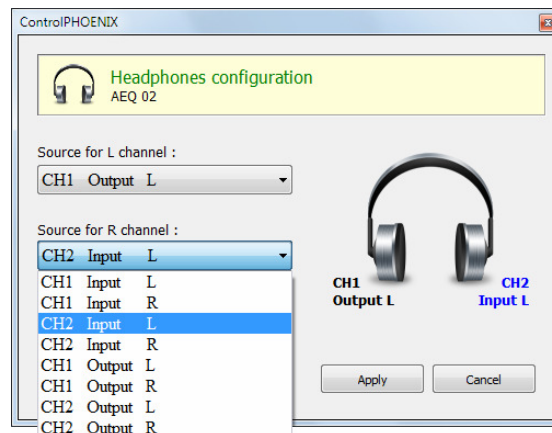 ControlPHOENIX
Headphones configuration
AEQ 02
Source for L channel :
CH1 Output L
Source for R channel :
CH2 Input L
CH1 Input L
CH1 Input R
CH2 Input L
CH2 Input R
CH1 Output L
CH1 Output R
CH2 Output L
CH2 Output R
CH1
Output L
CH2
Input L
Apply
Cancel